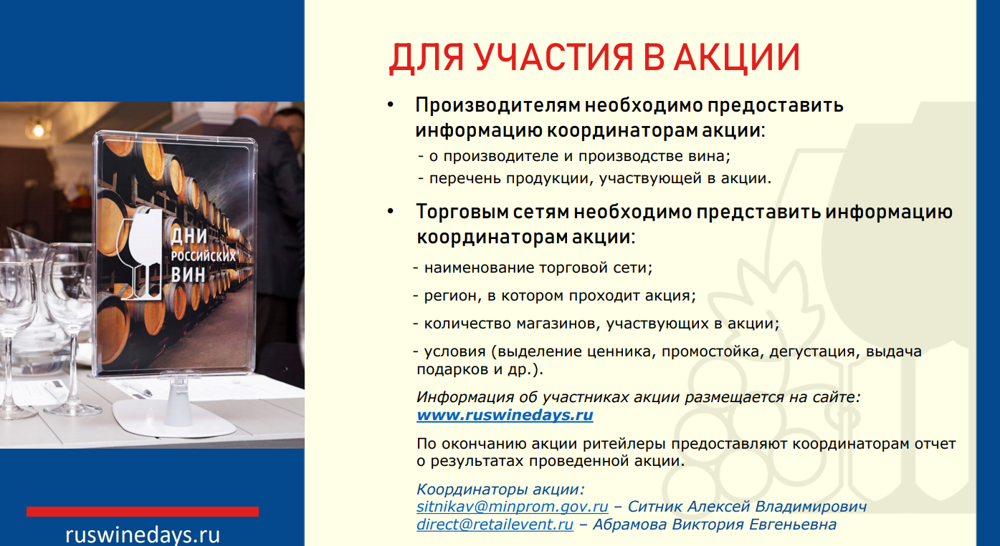 ДЛЯ УЧАСТИЯ В АКЦИИ
• Производителям необходимо предоставить
информацию координаторам акции:
- о производителе и производстве вина;
- перечень продукции, участвующей в акции.
• Торговым сетям необходимо представить информацию
координаторам акции:
- наименование торговой сети;
- регион, в котором проходит акция;
- количество магазинов, участвующих в акции;
- условия (выделение ценника, промостойка, дегустация, выдача
подарков и др.).
Информация об участниках акции размещается на сайте:
www.ruswinedays.ru
По окончанию акции ритейлеры предоставляют координаторам отчет
о результатах проведенной акции.
Координаторы акции:
sitnikav@minprom.gov.ru – Ситник Алексей Владимирович
direct@retailevent.ru – Абрамова Виктория Евгеньевна
ДНИ
РОССИЙСКИХ
ВИН
ruswinedays.ru